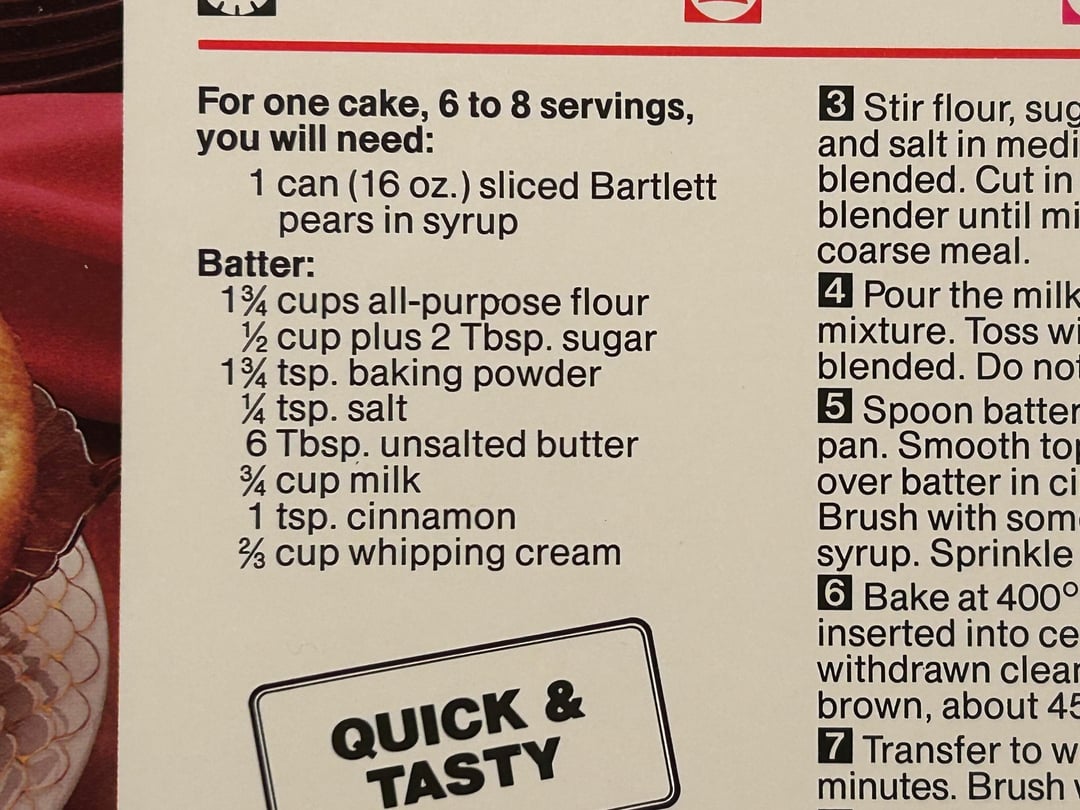 For one cake, 6 to 8 servings,
you will need:
1 can (16 oz.) sliced Bartlett
pears in syrup
Batter:
1¾ cups all-purpose flour
½ cup plus 2 Tbsp. sugar
1¾ tsp. baking powder
¼ tsp. salt
6 Tbsp. unsalted butter
¾ cup milk
1 tsp. cinnamon
⅔ cup whipping cream
QUICK &
TASTY
3 Stir flour,
and salt in
blended. Cut in
blender until
coarse meal.
4 Pour the milk
mixture. Toss
blended. Do
5 Spoon batter
pan. Smooth
over batter in
Brush with
syrup. Sprinkle
6 Bake at 400°
inserted into
withdrawn
brown, about
7 Transfer to
minutes. Brush